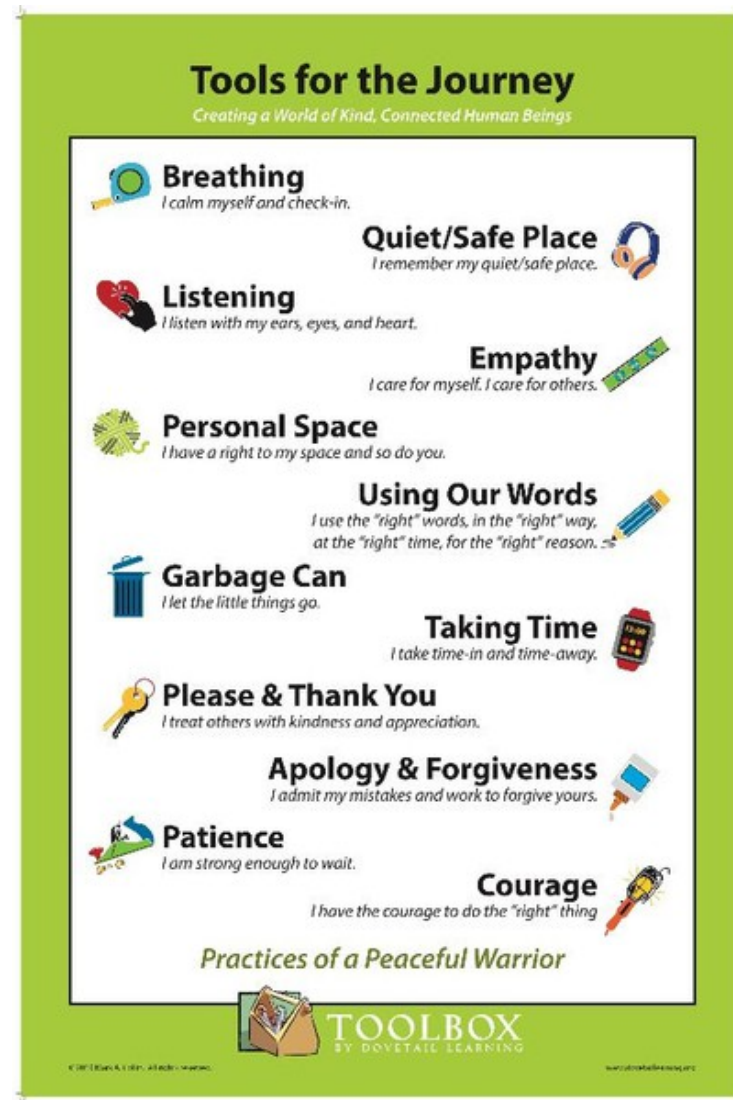 Tools for the Journey
Creating a World of Kind, Connected Human Beings
Breathing
I calm myself and check-in.
Quiet/Safe Place
I remember my quiet/safe place.
Listening
I listen with my ears, eyes, and heart.
Empathy
I care for myself. I care for others.
Personal Space
I have a right to my space and so do you.
Using Our Words
I use the "right" words, in the "right" way,
at the "right" time, for the "right" reason.
Garbage Can
I let the little things go.
Taking Time
I take time-in and time-away.
Please & Thank You
I treat others with kindness and appreciation.
Apology & Forgiveness
I admit my mistakes and work to forgive yours.
Patience
I am strong enough to wait.
Courage
I have the courage to do the "right" thing
Practices of a Peaceful Warrior
TOOLBOX
BY DOVETAIL LEARNING
All rights reserved.